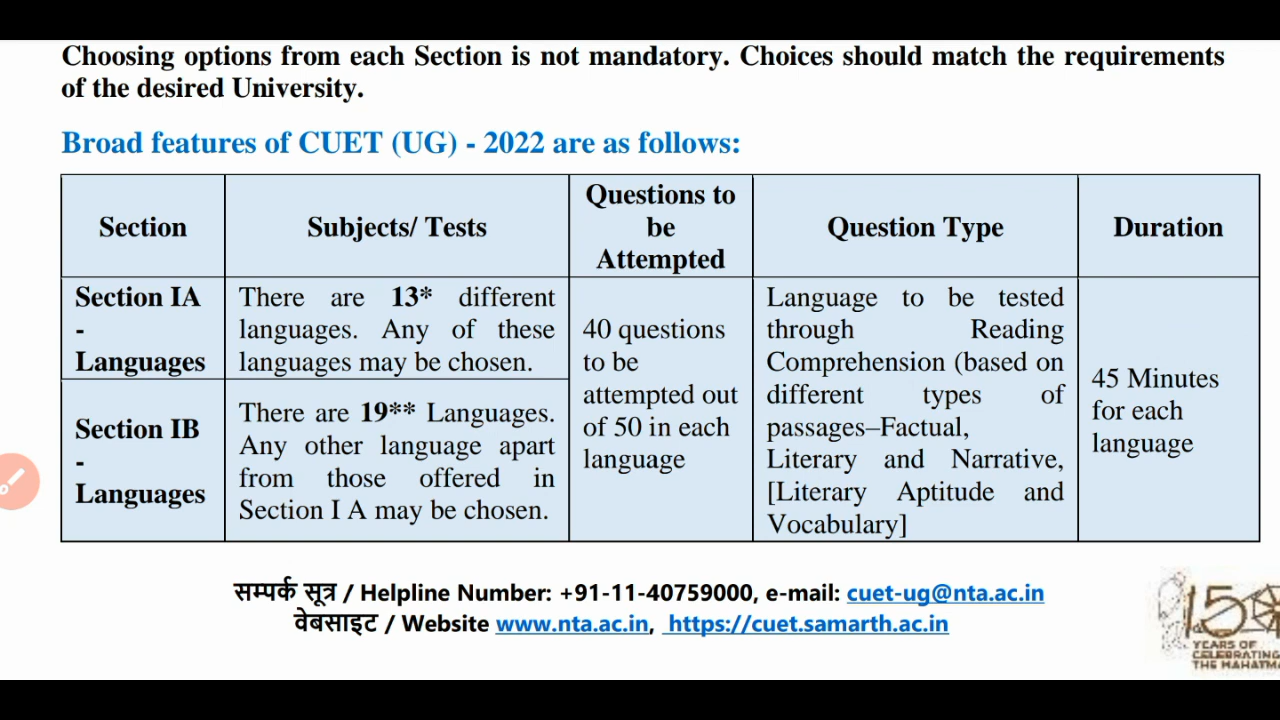 Choosing options from each Section is not mandatory. Choices should match the requirements
of the desired University.
Broad features of CUET (UG) - 2022 are as follows:
Section
Subjects/ Tests
Questions to
be
Attempted
Question Type
Duration
Section IA
-
Languages
There are 13* different
languages. Any of these
languages may be chosen.
40 questions
to be
attempted out
of 50 in each
language
Language to be tested
through Reading
Comprehension (based on
different types of
passages–Factual,
Literary and Narrative,
[Literary Aptitude and
Vocabulary]
45 Minutes
for each
language
Section IB
-
Languages
There are 19** Languages.
Any other language apart
from those offered in
Section I A may be chosen.
सम्पर्क सूत्र / Helpline Number: +91-11-40759000, e-mail: cuet-ug@nta.ac.in
वेबसाइट / Website www.nta.ac.in, https://cuet.samarth.ac.in
150
YEARS OF
CELEBRATING
THE MAHATMA